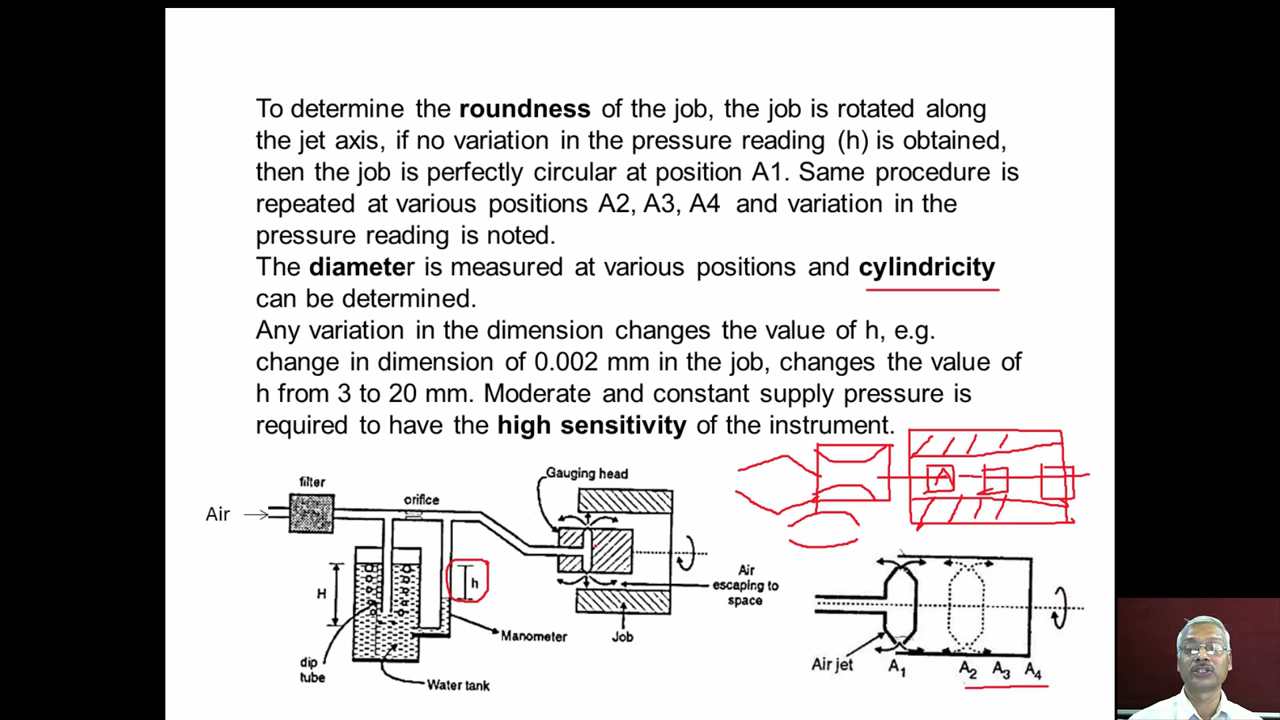 To determine the roundness of the job, the job is rotated along
the jet axis, if no variation in the pressure reading (h) is obtained,
then the job is perfectly circular at position A1. Same procedure is
repeated at various positions A2, A3, A4 and variation in the
pressure reading is noted.
The diameter is measured at various positions and cylindricity
can be determined.
Any variation in the dimension changes the value of h, e.g.
change in dimension of 0.002 mm in the job, changes the value of
h from 3 to 20 mm. Moderate and constant supply pressure is
required to have the high sensitivity of the instrument.
A
Gauging head
filter
orifice
Air
H
h
Air
escaping to
space
Manometer
Job
dip
tube
Water tank
Air jet
A1
A2
A3
A4